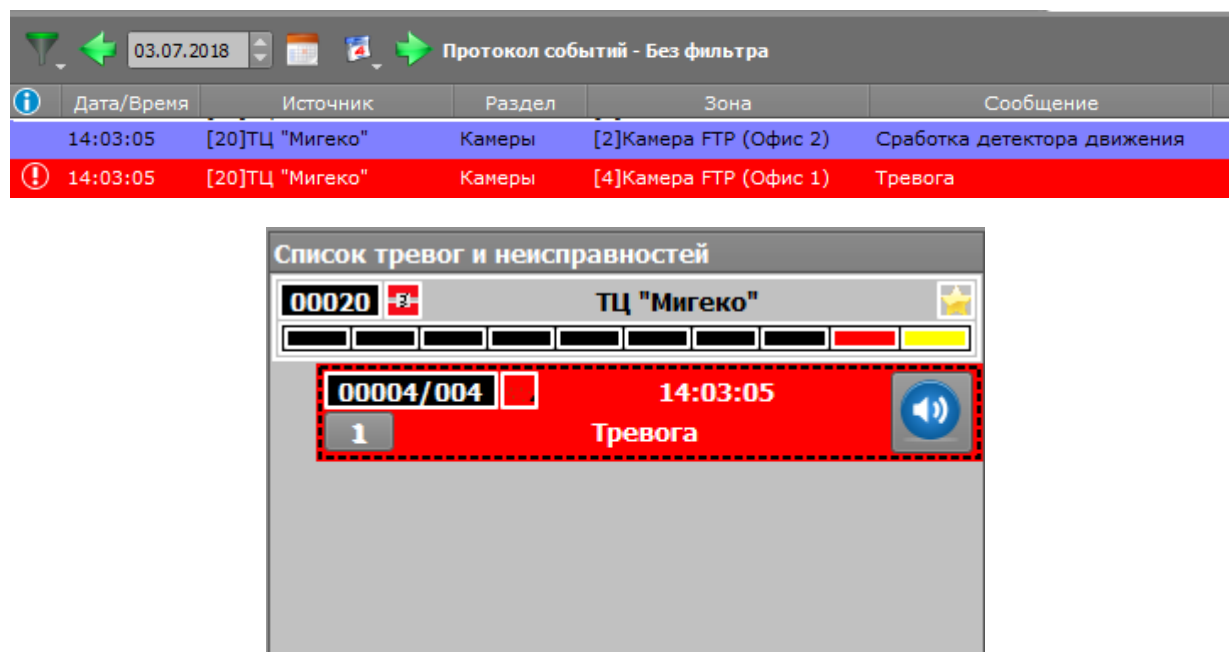 03.07.2018 Протокол событий - Без фильтра
Дата/Время Источник Раздел Зона Сообщение
14:03:05 [20]ТЦ "Мигеко" Камеры [2]Камера FTP (Офис 2) Сработка детектора движения
14:03:05 [20]ТЦ "Мигеко" Камеры [4]Камера FTP (Офис 1) Тревога
Список тревог и неисправностей
00020 ТЦ "Мигеко"
00004/004 14:03:05
1 Тревога